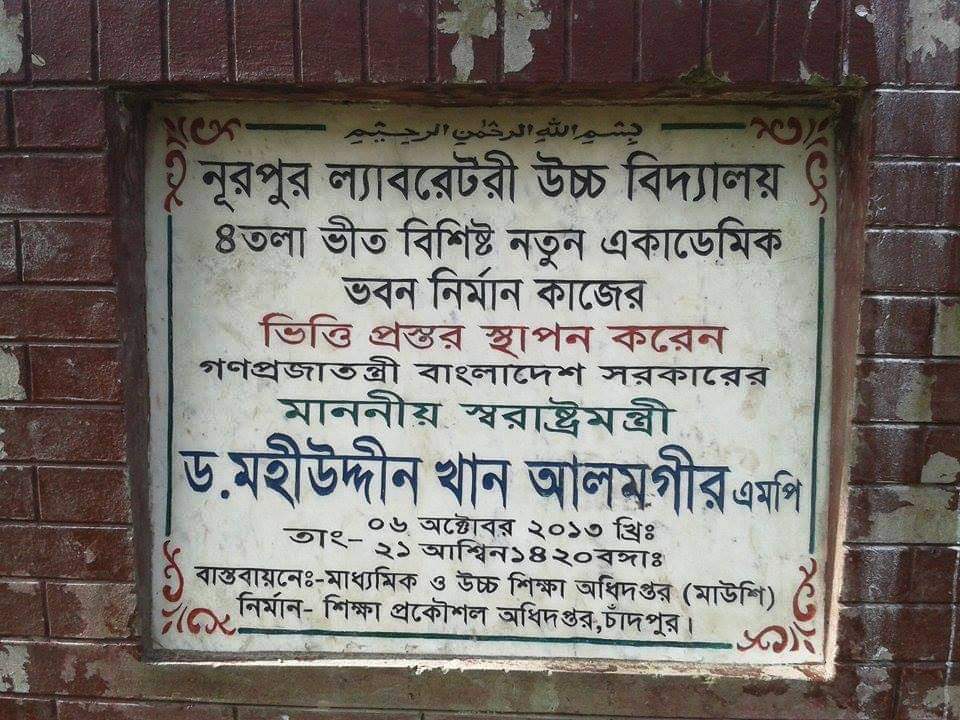 بِسْمِ اللهِ الرَّحْمٰنِ الرَّحِيْمِ
নূরপুর ল্যাবরেটরী উচ্চ বিদ্যালয়
৪তলা ভীত বিশিষ্ট নতুন একাডেমিক
ভবন নির্মান কাজের
ভিত্তি প্রস্তর স্থাপন করেন
গণপ্রজাতন্ত্রী বাংলাদেশ সরকারের
মাননীয় স্বরাষ্ট্রমন্ত্রী
ড.মহীউদ্দীন খান আলমগীর এমপি
তাং- ০৬ অক্টোবর ২০১৩ খ্রিঃ
২১ আশ্বিন১৪২০বঙ্গাঃ
বাস্তবায়নেঃ-মাধ্যমিক ও উচ্চ শিক্ষা অধিদপ্তর (মাউশি)
নির্মান- শিক্ষা প্রকৌশল অধিদপ্তর,চাঁদপুর।